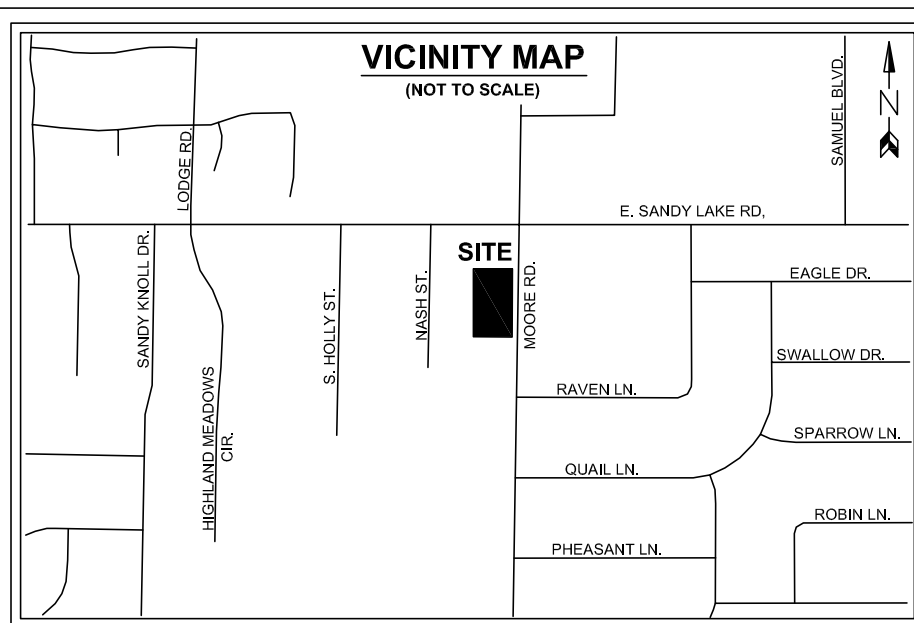 VICINITY MAP
(NOT TO SCALE)
SAMUEL BLVD.
N
LODGE RD.
E. SANDY LAKE RD,
SANDY KNOLL DR.
SITE
EAGLE DR.
NASH ST.
MOORE RD.
S. HOLLY ST.
SWALLOW DR.
HIGHLAND MEADOWS
CIR.
RAVEN LN.
SPARROW LN.
QUAIL LN.
ROBIN LN.
PHEASANT LN.